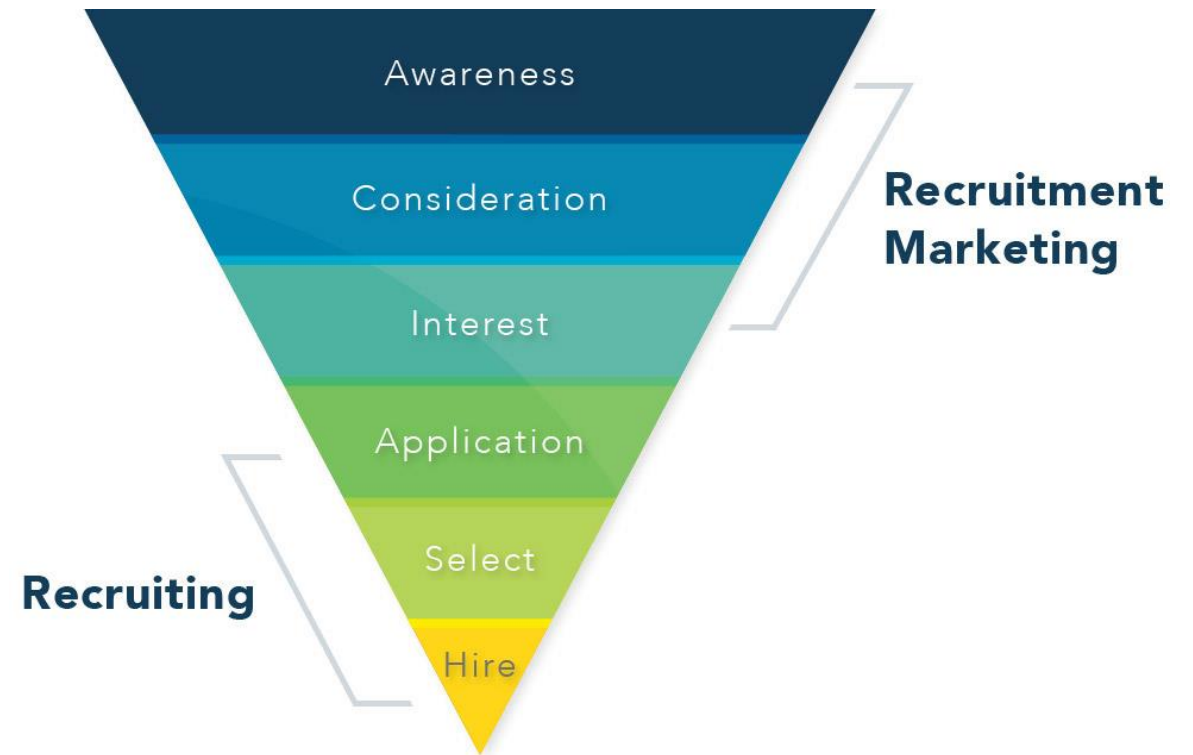 Awareness
Consideration
Recruitment
Marketing
Interest
Application
Select
Recruiting
Hire